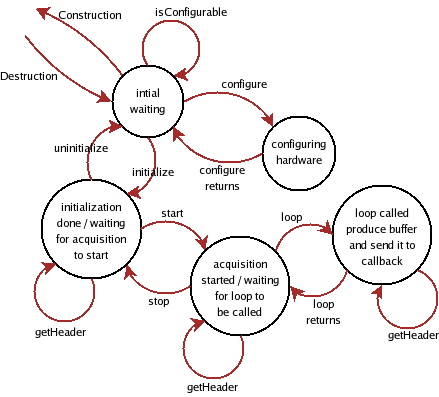 Construction
isConfigurable
Destruction
intial
waiting
configure
configuring
hardware
configure
returns
uninitialize
initialize
initialization
done / waiting
for acquisition
to start
start
loop
loop called
produce buffer
and send it to
callback
acquisition
started / waiting
for loop to
be called
stop
loop
returns
getHeader
getHeader
getHeader